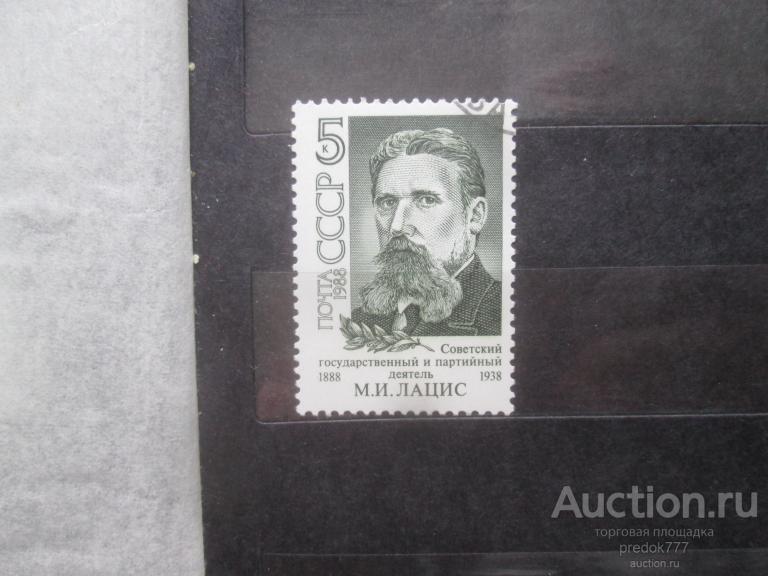 5
к
ПОЧТА СССР
1988
Советский
государственный и партийный
1888 деятель 1938
М.И.ЛАЦИС
Auction.ru
торговая площадка
predok777
auction.ru